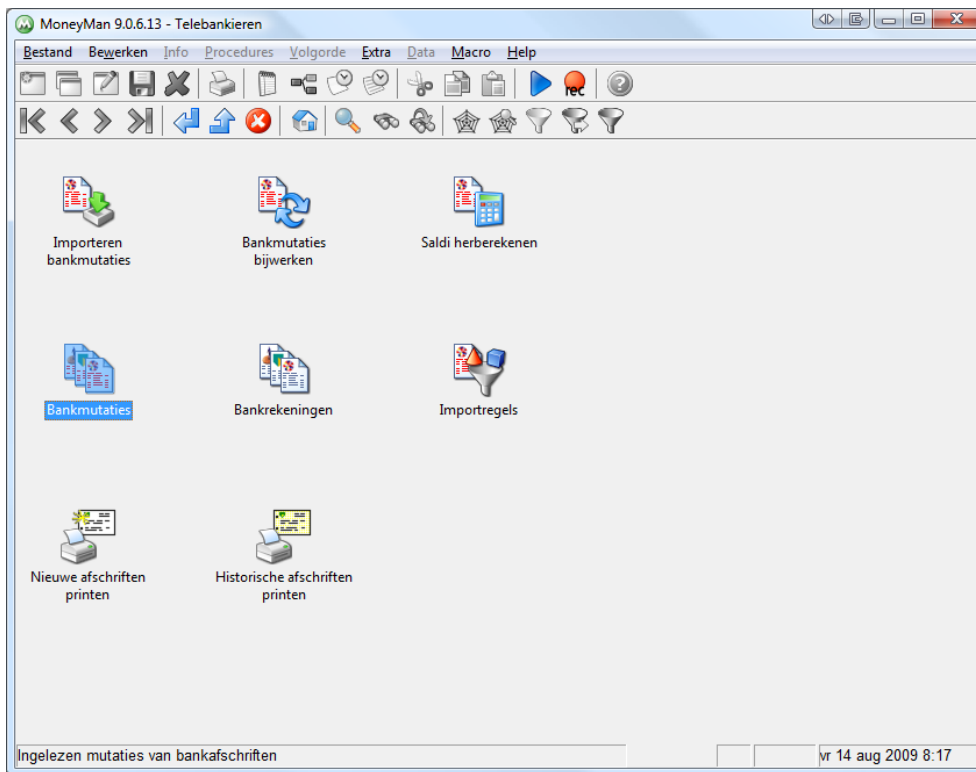 MoneyMan 9.0.6.13 - Telebankieren
Bestand Bewerken Info Procedures Volgorde Extra Data Macro Help
rec
Importeren bankmutaties
Bankmutaties bijwerken
Saldi herberekenen
Bankmutaties
Bankrekeningen
Importregels
Nieuwe afschriften printen
Historische afschriften printen
Ingelezen mutaties van bankafschriften
vr 14 aug 2009 8:17